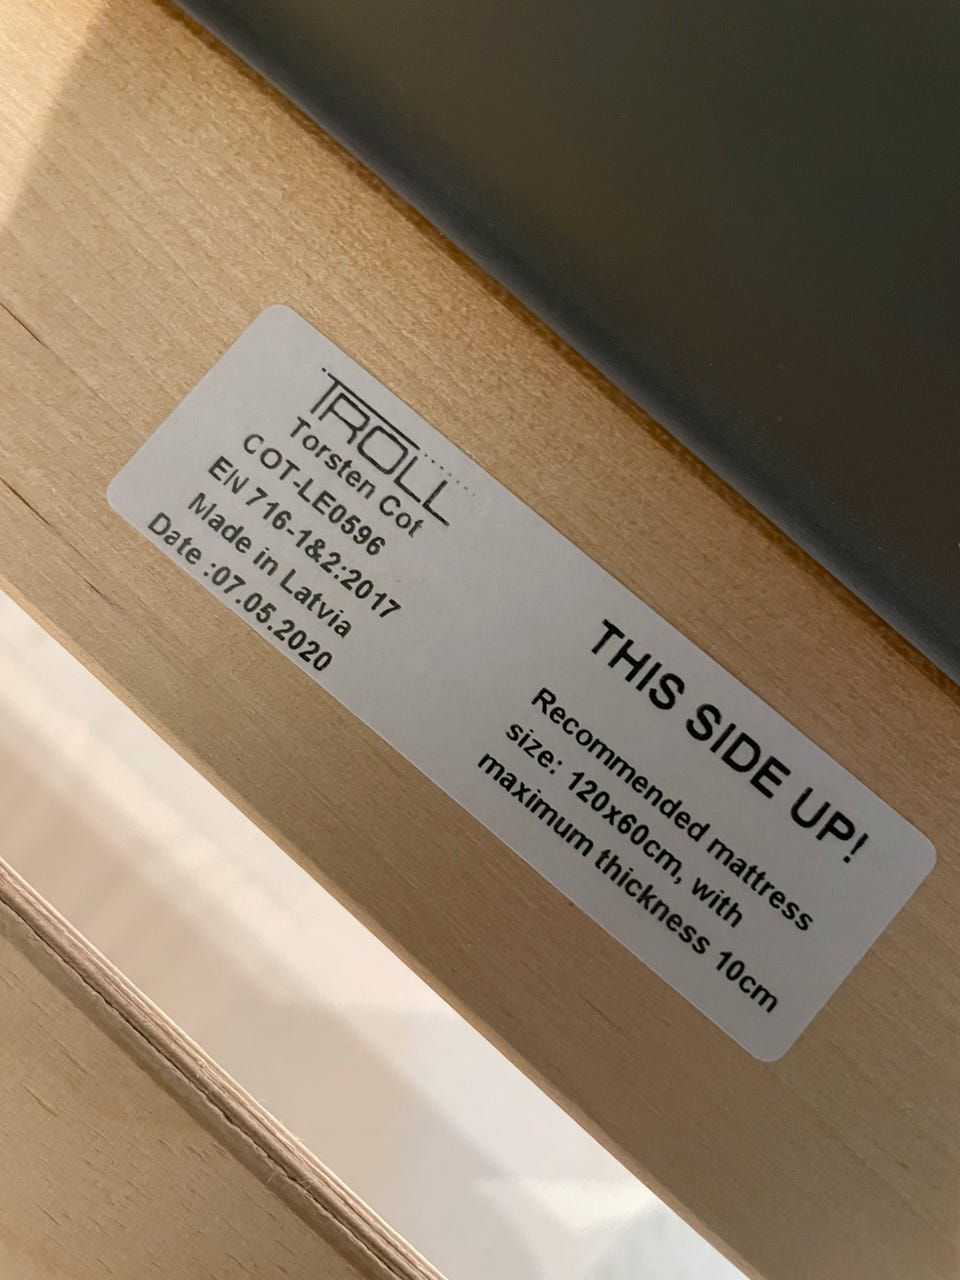 TROLL
Torsten Cot
COT-LE0596
EN 716-1&2:2017
Made in Latvia
Date :07.05.2020
THIS SIDE UP!
Recommended mattress
size: 120x60cm, with
maximum thickness 10cm